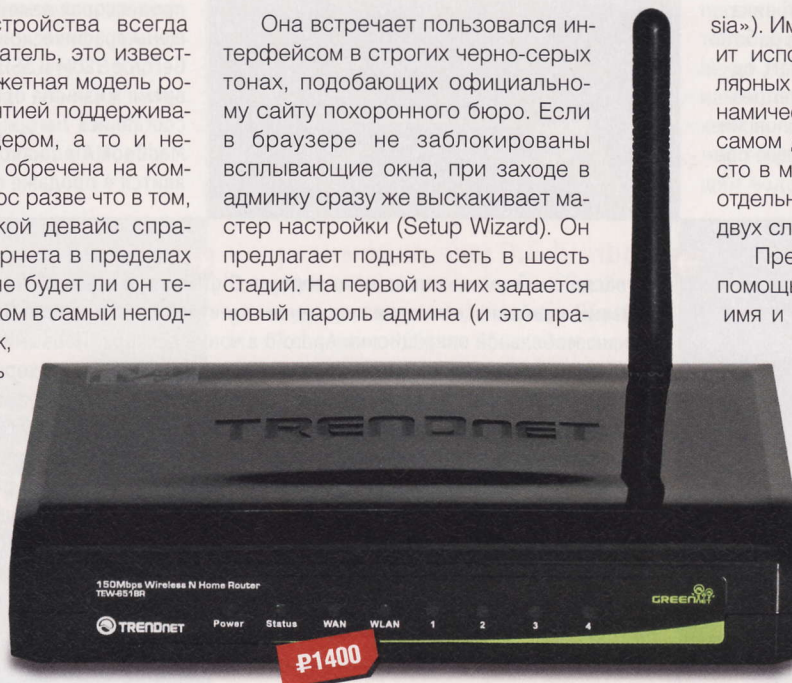 стройства всегда
атель, это извест-
жетная модель ро-
нтией поддержива-
дером, а то и не-
обречена на ком-
ос разве что в том,
кой девайс спра-
рнета в пределах
не будет ли он те-
ом в самый непод-
к,
ь
Она встречает пользовался ин-
терфейсом в строгих черно-серых
тонах, подобающих официально-
му сайту похоронного бюро. Если
в браузере не заблокированы
всплывающие окна, при заходе в
админку сразу же выскакивает ма-
стер настройки (Setup Wizard). Он
предлагает поднять сеть в шесть
стадий. На первой из них задается
новый пароль админа (и это пра-
sia»). Им
ит испо
лярных
намичес
самом д
сто в м
отдельн
двух сл
Пре
помощь
имя и
TRENDNET
150Mbps Wireless N Home Router
TEW-651BR
GREENnet
TRENDNET Power Status WAN WLAN 1 2 3 4
₽1400